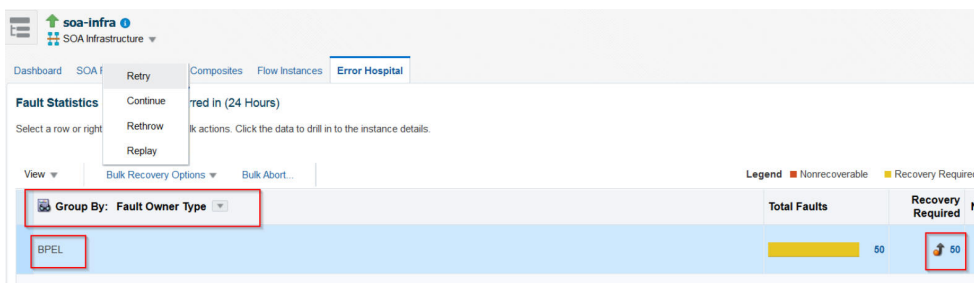 soa-infra
SOA Infrastructure
Dashboard SOA Composites Flow Instances Error Hospital
Retry
Continue
Rethrow
Replay
Fault Statistics rred in (24 Hours)
Select a row or right lk actions. Click the data to drill in to the instance details.
View Bulk Recovery Options Bulk Abort... Legend Nonrecoverable Recovery Require
Group By: Fault Owner Type Total Faults Recovery
Required
BPEL 50 50